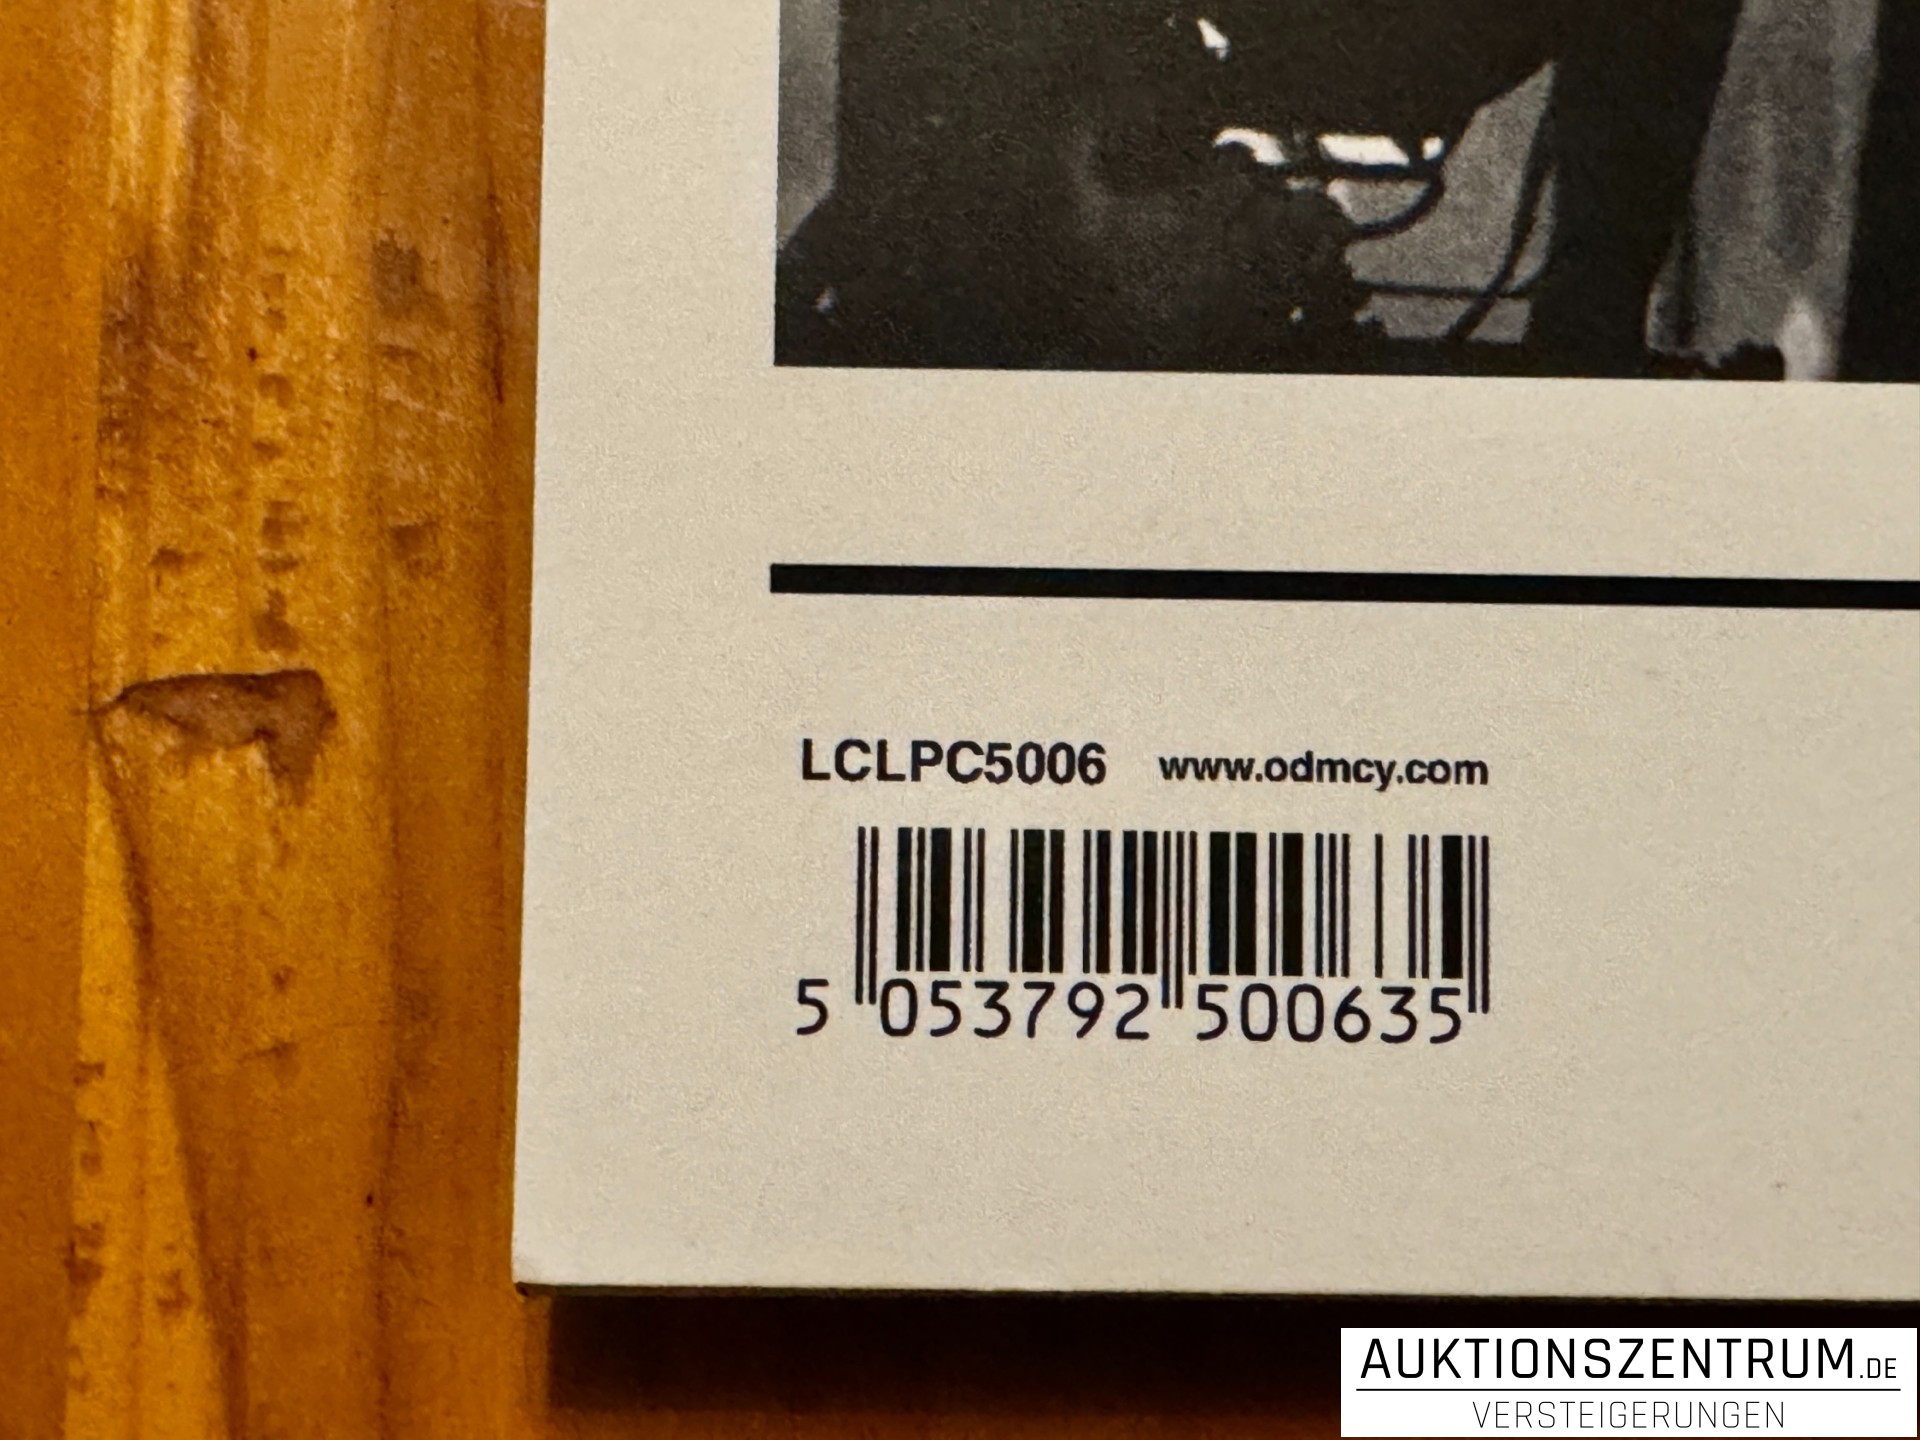 LCLPC5006 www.odmcy.com
5 053792 500635
AUKTIONSZENTRUM.DE
VERSTEIGERUNGEN